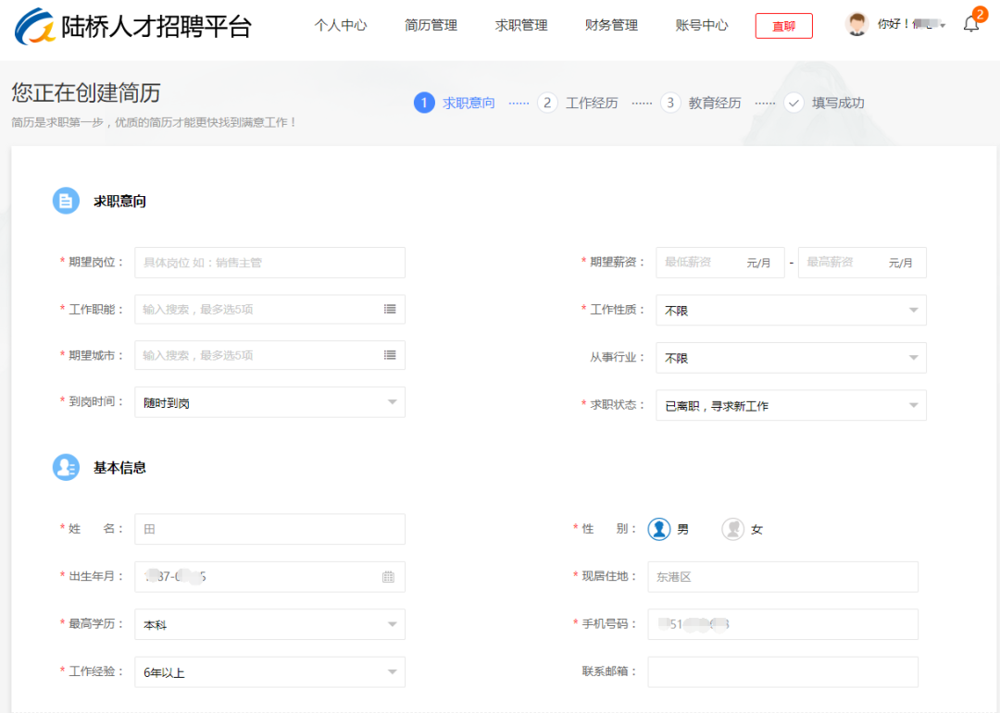 陆桥人才招聘平台 个人中心 简历管理 求职管理 财务管理 账号中心 直聊 你好！ 2
您正在创建简历
简历是求职第一步，优质的简历才能更快找到满意工作！
1 求职意向 ······ 2 工作经历 ······ 3 教育经历 ······ 填写成功
求职意向
* 期望岗位： 具体岗位 如：销售主管 * 期望薪资： 最低薪资 元/月 - 最高薪资 元/月
* 工作职能： 输入搜索，最多选5项 * 工作性质： 不限
* 期望城市： 输入搜索，最多选5项 从事行业： 不限
* 到岗时间： 随时到岗 * 求职状态： 已离职，寻求新工作
基本信息
* 姓 名： 田 * 性 别： 男 女
* 出生年月： * 现居住地： 东港区
* 最高学历： 本科 * 手机号码：
* 工作经验： 6年以上 联系邮箱：